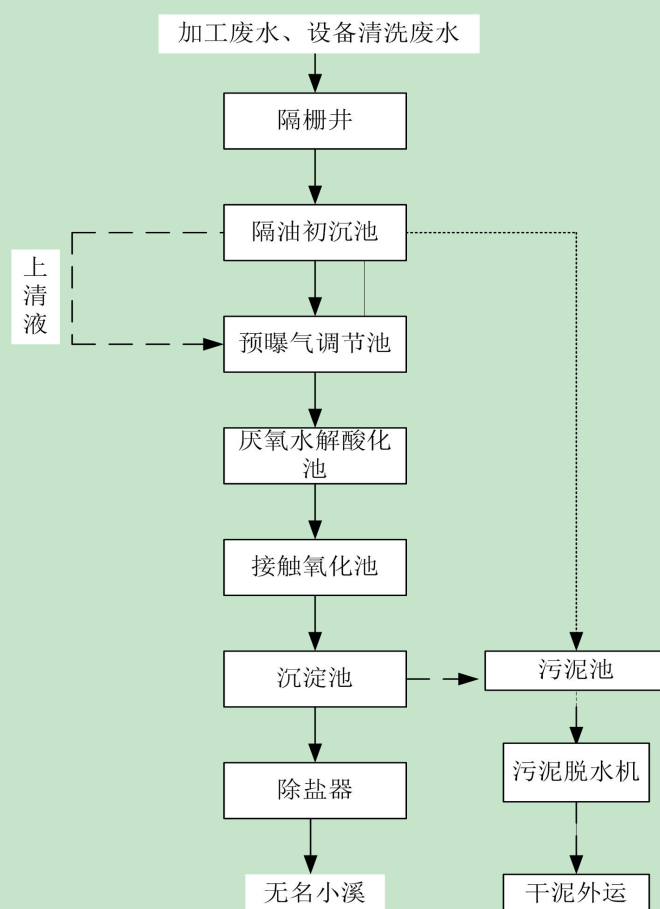 加工废水、设备清洗废水
隔栅井
隔油初沉池
上
清
液
预曝气调节池
厌氧水解酸化
池
接触氧化池
沉淀池
污泥池
除盐器
污泥脱水机
无名小溪
干泥外运